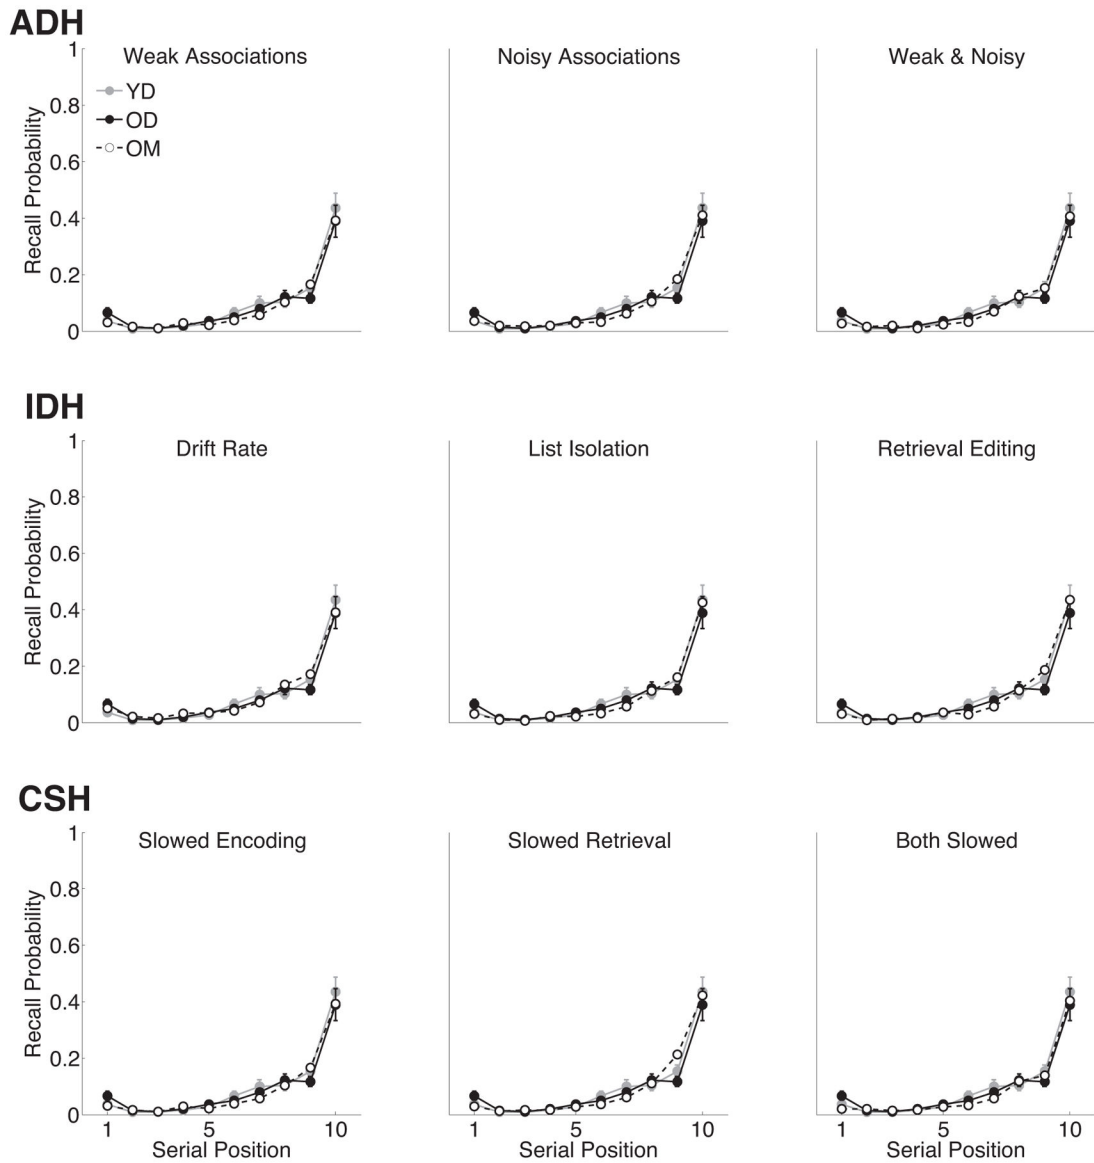 ADH
Weak Associations
Noisy Associations
Weak & Noisy
YD
OD
OM
Recall Probability
1
0.8
0.6
0.4
0.2
0
IDH
Drift Rate
List Isolation
Retrieval Editing
Recall Probability
1
0.8
0.6
0.4
0.2
0
CSH
Slowed Encoding
Slowed Retrieval
Both Slowed
Recall Probability
1
0.8
0.6
0.4
0.2
0
1 5 10
1 5 10
1 5 10
Serial Position
Serial Position
Serial Position